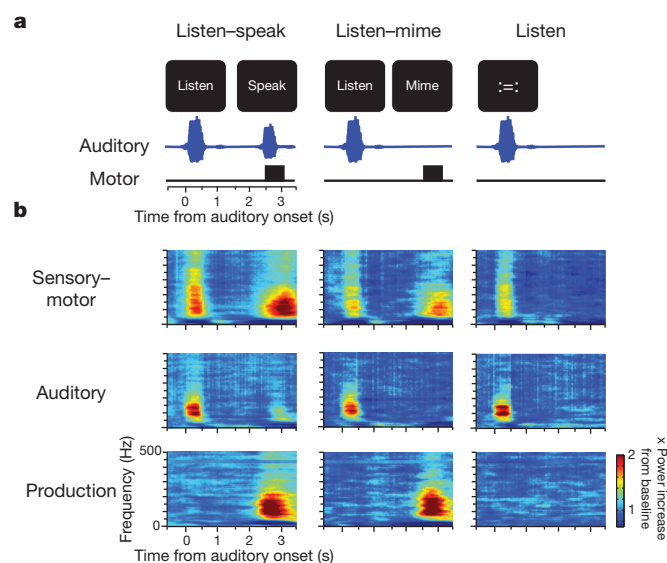 a
Listen–speak Listen–mime Listen
Listen Speak Listen Mime :=:
Auditory
Motor
0 1 2 3
Time from auditory onset (s)
b
Sensory–
motor
Auditory
Production
Frequency (Hz)
500
0
0 1 2 3
Time from auditory onset (s)
2
1
x Power increase
from baseline